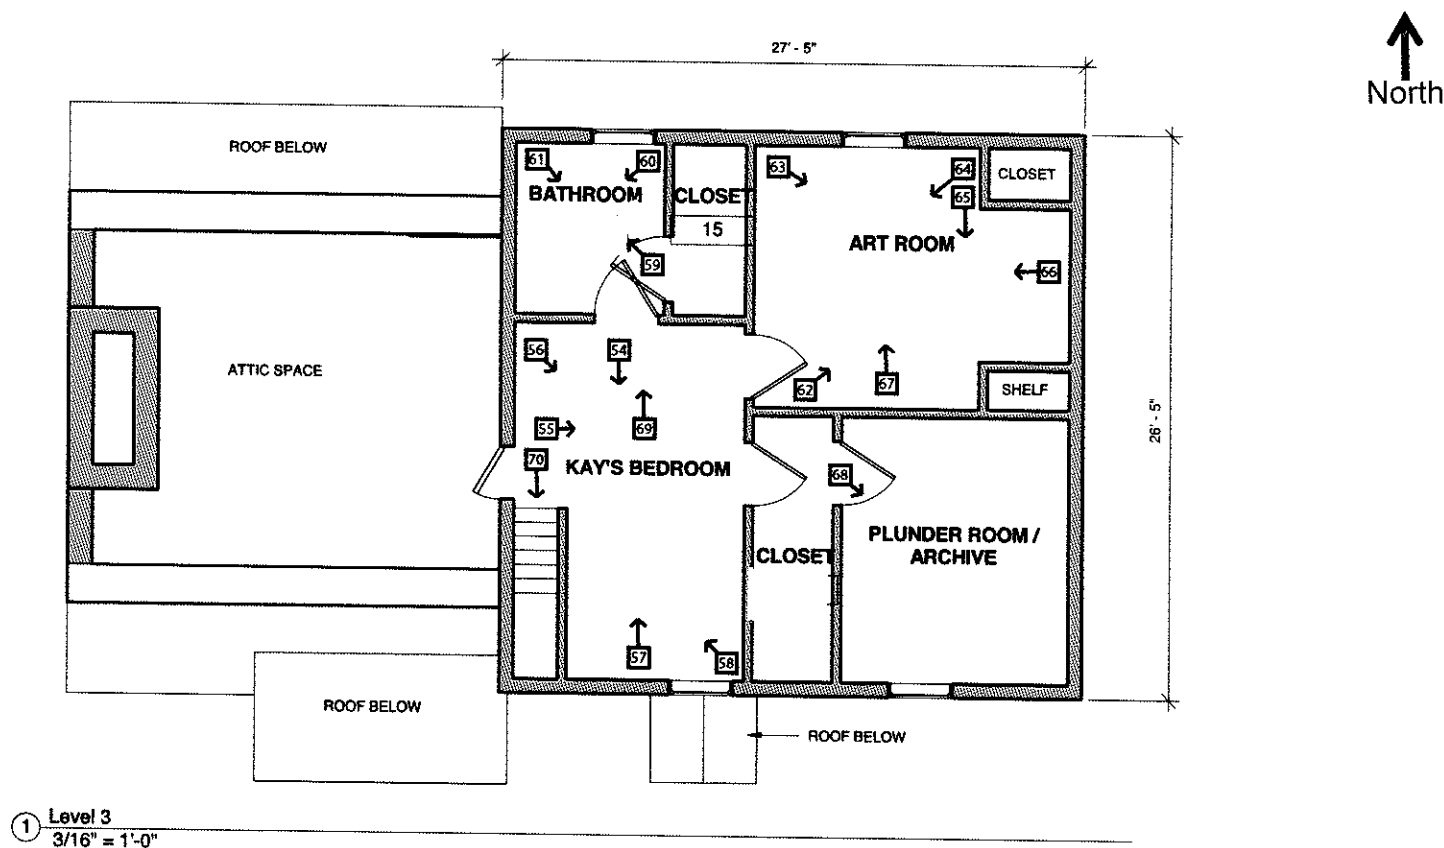 27' - 5"
North
ROOF BELOW
61
60
BATHROOM
CLOSET
15
59
63
64
65
CLOSET
ART ROOM
66
56
54
62
67
SHELF
ATTIC SPACE
26' - 5"
55
69
70
KAY'S BEDROOM
68
PLUNDER ROOM /
ARCHIVE
CLOSET
57
58
ROOF BELOW
ROOF BELOW
1 Level 3
3/16" = 1'-0"